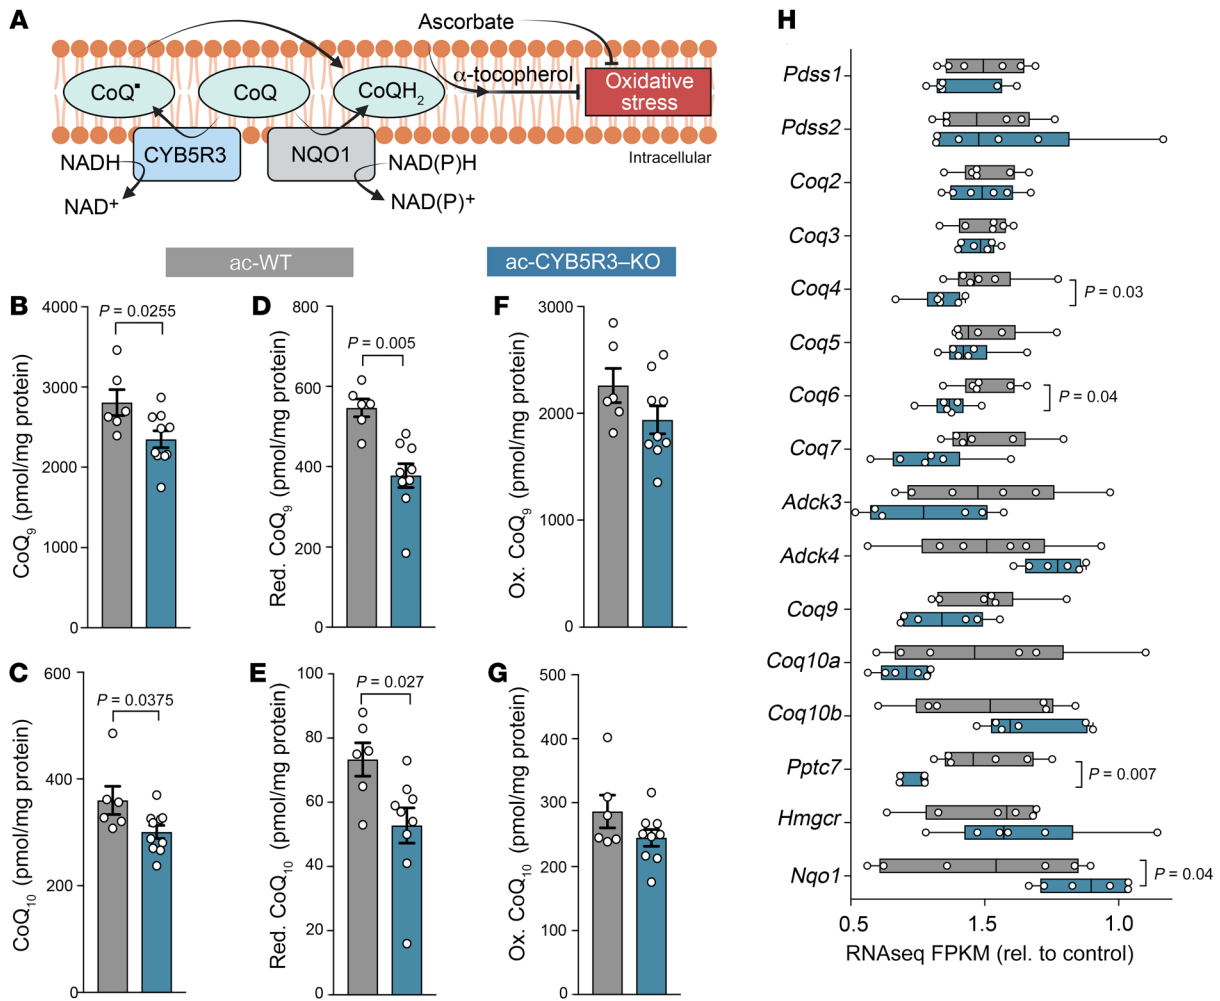 A
Ascorbate
CoQ▪
CoQ
CoQH2
α-tocopherol
Oxidative
stress
CYB5R3
NQO1
NADH
NAD+
NAD(P)H
NAD(P)+
Intracellular
ac-WT
ac-CYB5R3–KO
B
CoQ9 (pmol/mg protein)
4000
3000
2000
1000
0
P = 0.0255
D
Red. CoQ9 (pmol/mg protein)
800
600
400
200
0
P = 0.005
F
Ox. CoQ9 (pmol/mg protein)
3000
2000
1000
0
C
CoQ10 (pmol/mg protein)
600
400
200
0
P = 0.0375
E
Red. CoQ10 (pmol/mg protein)
100
80
60
40
20
0
P = 0.027
G
Ox. CoQ10 (pmol/mg protein)
500
400
300
200
100
0
H
Pdss1
Pdss2
Coq2
Coq3
Coq4
P = 0.03
Coq5
Coq6
P = 0.04
Coq7
Adck3
Adck4
Coq9
Coq10a
Coq10b
Pptc7
P = 0.007
Hmgcr
Nqo1
P = 0.04
0.5
1.5
1.0
RNAseq FPKM (rel. to control)